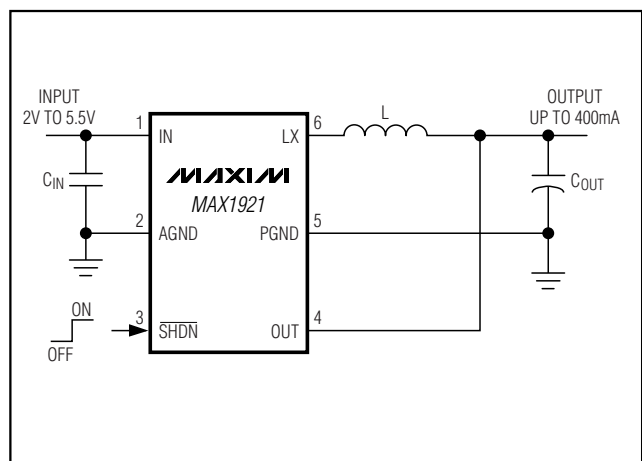 INPUT
2V TO 5.5V
OUTPUT
UP TO 400mA
L
1
IN
LX
6
CIN
COUT
MAXIM
MAX1921
2
AGND
PGND
5
ON
OFF
3
SHDN
OUT
4